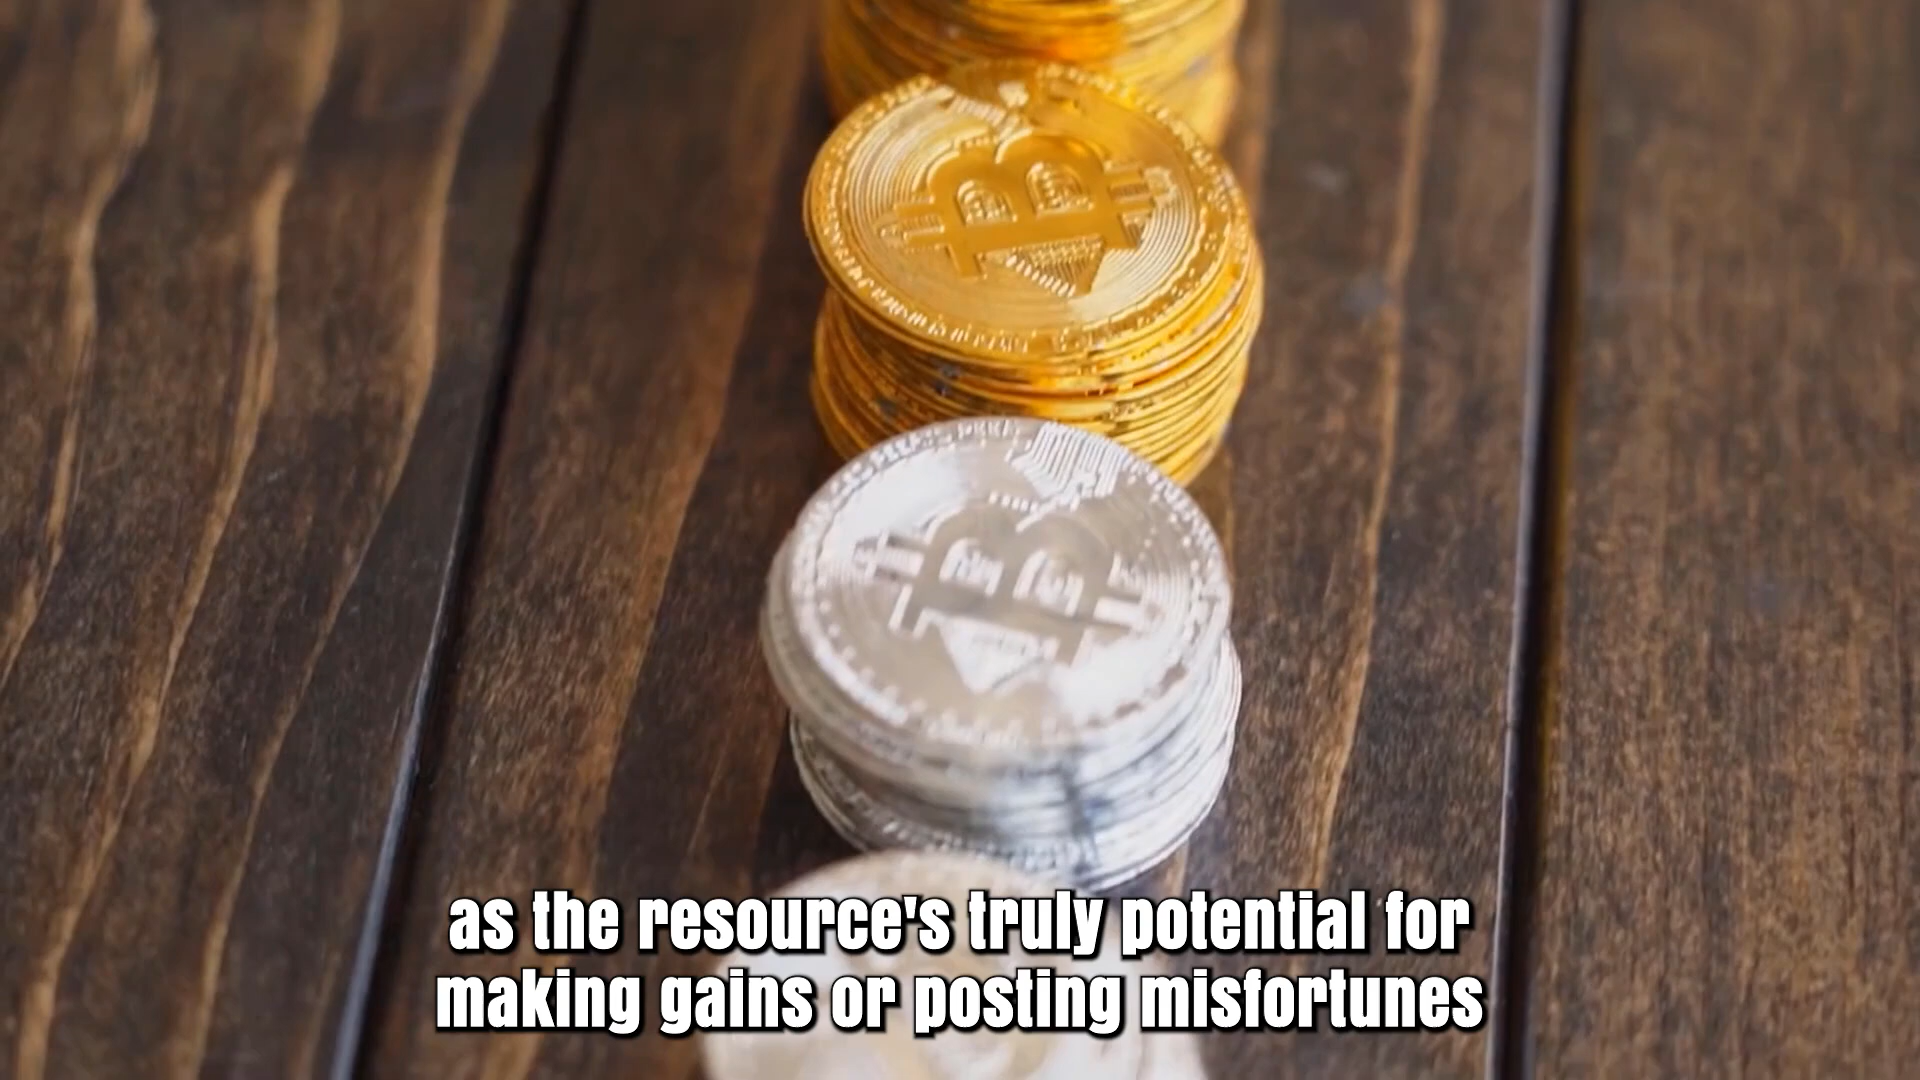 as the resource's truly potential for
making gains or posting misfortunes